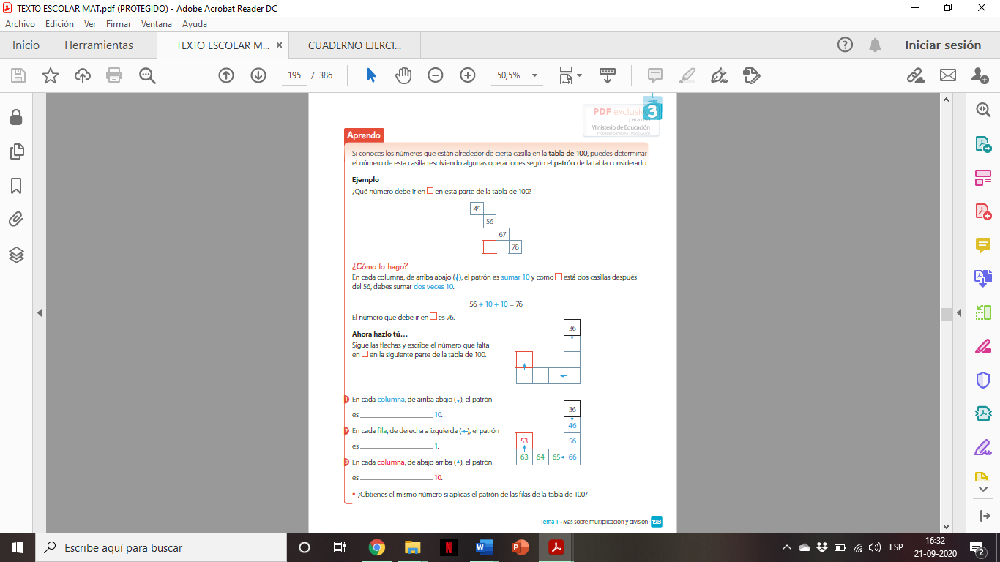 TEXTO ESCOLAR MAT.pdf (PROTEGIDO) - Adobe Acrobat Reader DC
Archivo Edición Ver Firmar Ventana Ayuda
Inicio Herramientas TEXTO ESCOLAR M... × CUADERNO EJERCI... Iniciar sesión
195 / 386 50,5%
unidad
3
PDF exclusivo
para uso
Ministerio de Educación
Aprendo
Si conoces los números que están alrededor de cierta casilla en la tabla de 100, puedes determinar
el número de esta casilla resolviendo algunas operaciones según el patrón de la tabla considerado.
Ejemplo
¿Qué número debe ir en □ en esta parte de la tabla de 100?
45
56
67
78
¿Cómo lo hago?
En cada columna, de arriba abajo (↓), el patrón es sumar 10 y como □ está dos casillas después
del 56, debes sumar dos veces 10.
56 + 10 + 10 = 76
El número que debe ir en □ es 76.
Ahora hazlo tú...
Sigue las flechas y escribe el número que falta
en □ en la siguiente parte de la tabla de 100.
36
1 En cada columna, de arriba abajo (↓), el patrón
es ____________________ 10.
2 En cada fila, de derecha a izquierda (←), el patrón
es ____________________ 1.
3 En cada columna, de abajo arriba (↑), el patrón
es ____________________ 10.
36
46
53 56
63 64 65 66
• ¿Obtienes el mismo número si aplicas el patrón de las filas de la tabla de 100?
Tema 1 • Más sobre multiplicación y división 193
Escribe aquí para buscar
ESP
16:32
21-09-2020
2